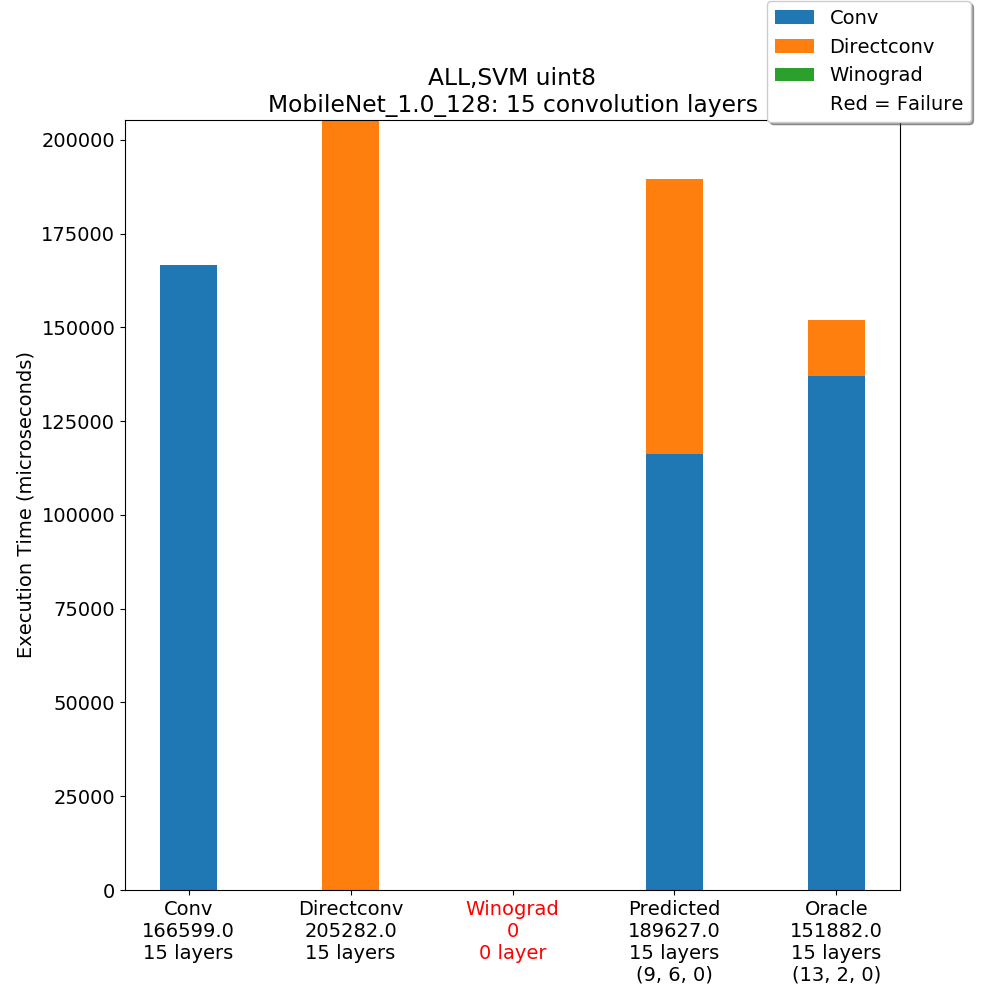 Conv
Directconv
Winograd
Red = Failure
ALL,SVM uint8
MobileNet_1.0_128: 15 convolution layers
Execution Time (microseconds)
200000
175000
150000
125000
100000
75000
50000
25000
0
Conv
166599.0
15 layers
Directconv
205282.0
15 layers
Winograd
0
0 layer
Predicted
189627.0
15 layers
(9, 6, 0)
Oracle
151882.0
15 layers
(13, 2, 0)